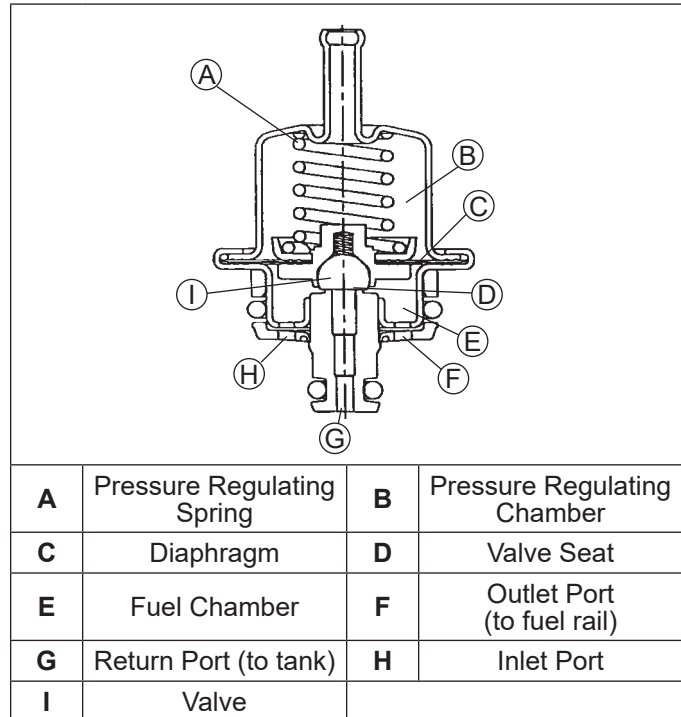 A
B
C
I
D
E
H
F
G
A Pressure Regulating Spring B Pressure Regulating Chamber
C Diaphragm D Valve Seat
E Fuel Chamber F Outlet Port (to fuel rail)
G Return Port (to tank) H Inlet Port
I Valve